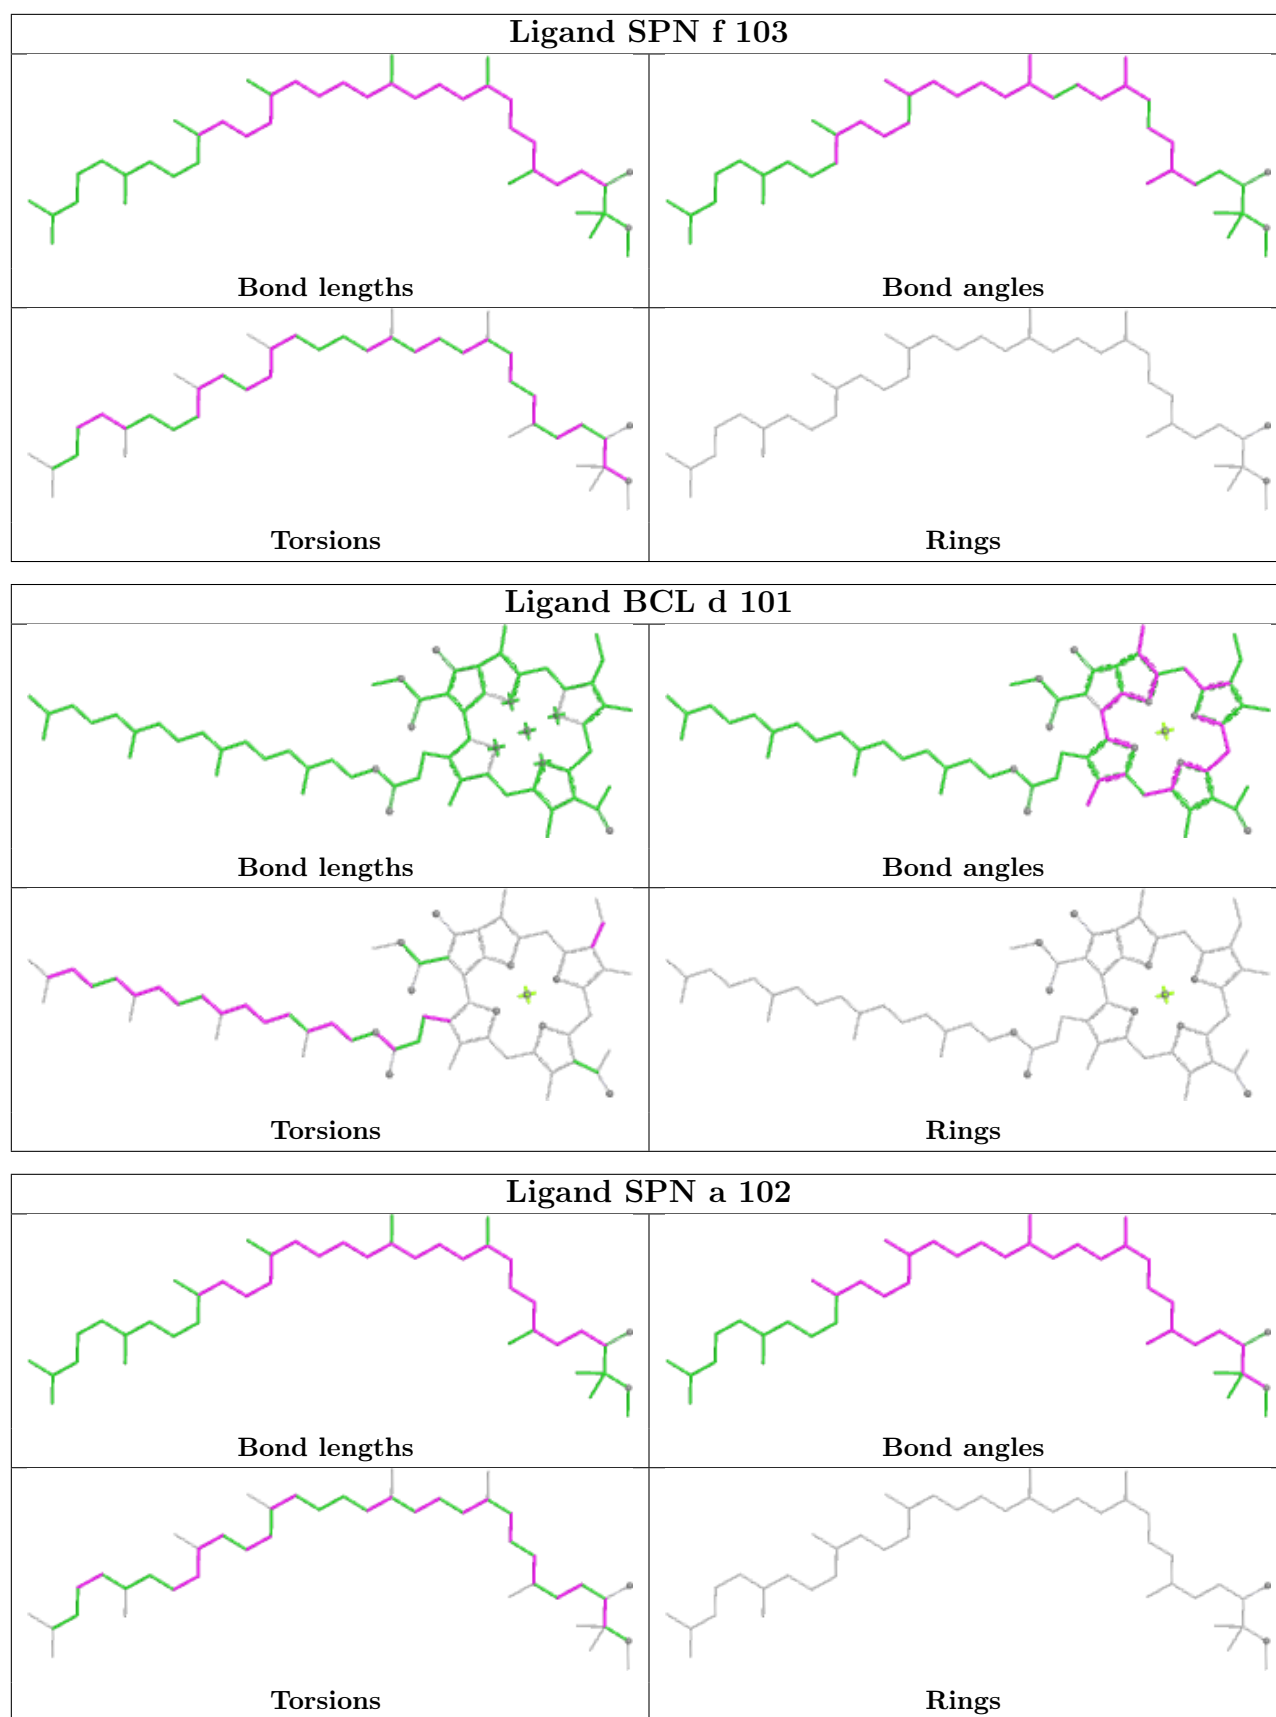 Ligand SPN f 103
Bond lengths
Bond angles
Torsions
Rings
Ligand BCL d 101
Bond lengths
Bond angles
Torsions
Rings
Ligand SPN a 102
Bond lengths
Bond angles
Torsions
Rings